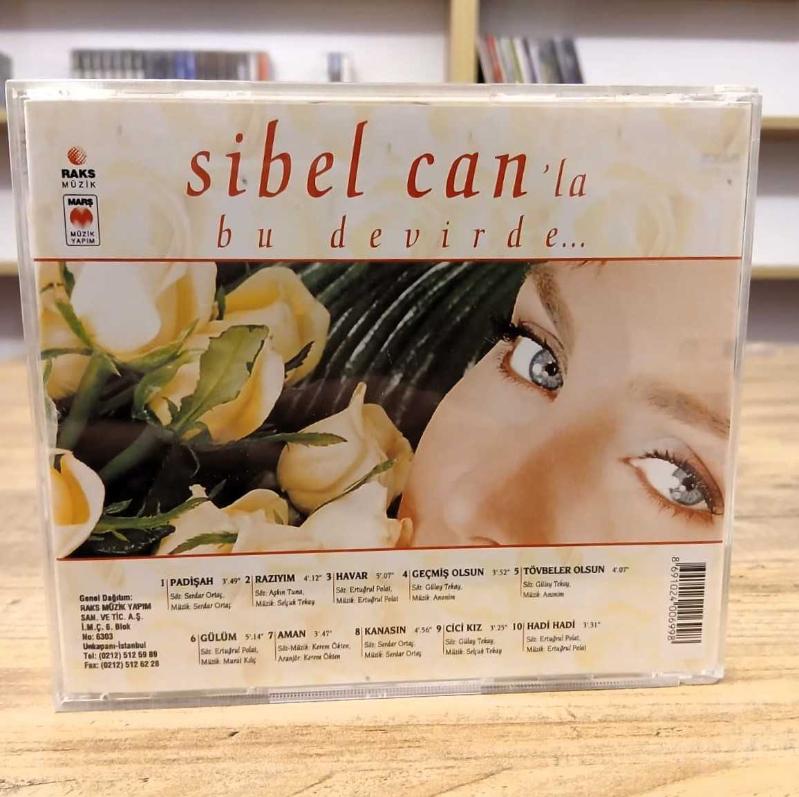 RAKS
MÜZİK
MARŞ
MÜZİK
YAPIM
sibel can'la
bu devirde...
1 PADİŞAH 3'.49"
Söz: Serdar Ortaç,
Müzik: Serdar Ortaç
2 RAZIYIM 4'.12"
Söz: Aşkın Tuna,
Müzik: Selçuk Tekay
3 HAVAR 5'.07"
Söz: Ertuğrul Polat,
Müzik: Ertuğrul Polat
4 GEÇMİŞ OLSUN 3'.52"
Söz: Gülay Tekay,
Müzik: Anonim
5 TÖVBELER OLSUN 4'.07"
Söz: Gülay Tekay,
Müzik: Anonim
6 GÜLÜM 5'.14"
Söz: Ertuğrul Polat,
Müzik: Murat Kılıç
7 AMAN 3'.47"
Söz-Müzik: Kerem Ökten,
Aranjör: Kerem Ökten
8 KANASIN 4'.56"
Söz: Serdar Ortaç,
Müzik: Serdar Ortaç
9 CİCİ KIZ 3'.25"
Söz: Gülay Tekay,
Müzik: Selçuk Tekay
10 HADİ HADİ 3'.31"
Söz: Ertuğrul Polat,
Müzik: Ertuğrul Polat
Genel Dağıtım:
RAKS MÜZİK YAPIM
SAN. VE TİC. A.Ş.
İ.M.Ç. 6. Blok
No: 6303
Unkapanı-İstanbul
Tel: (0212) 512 59 89
Fax: (0212) 512 62 28
8691024006998